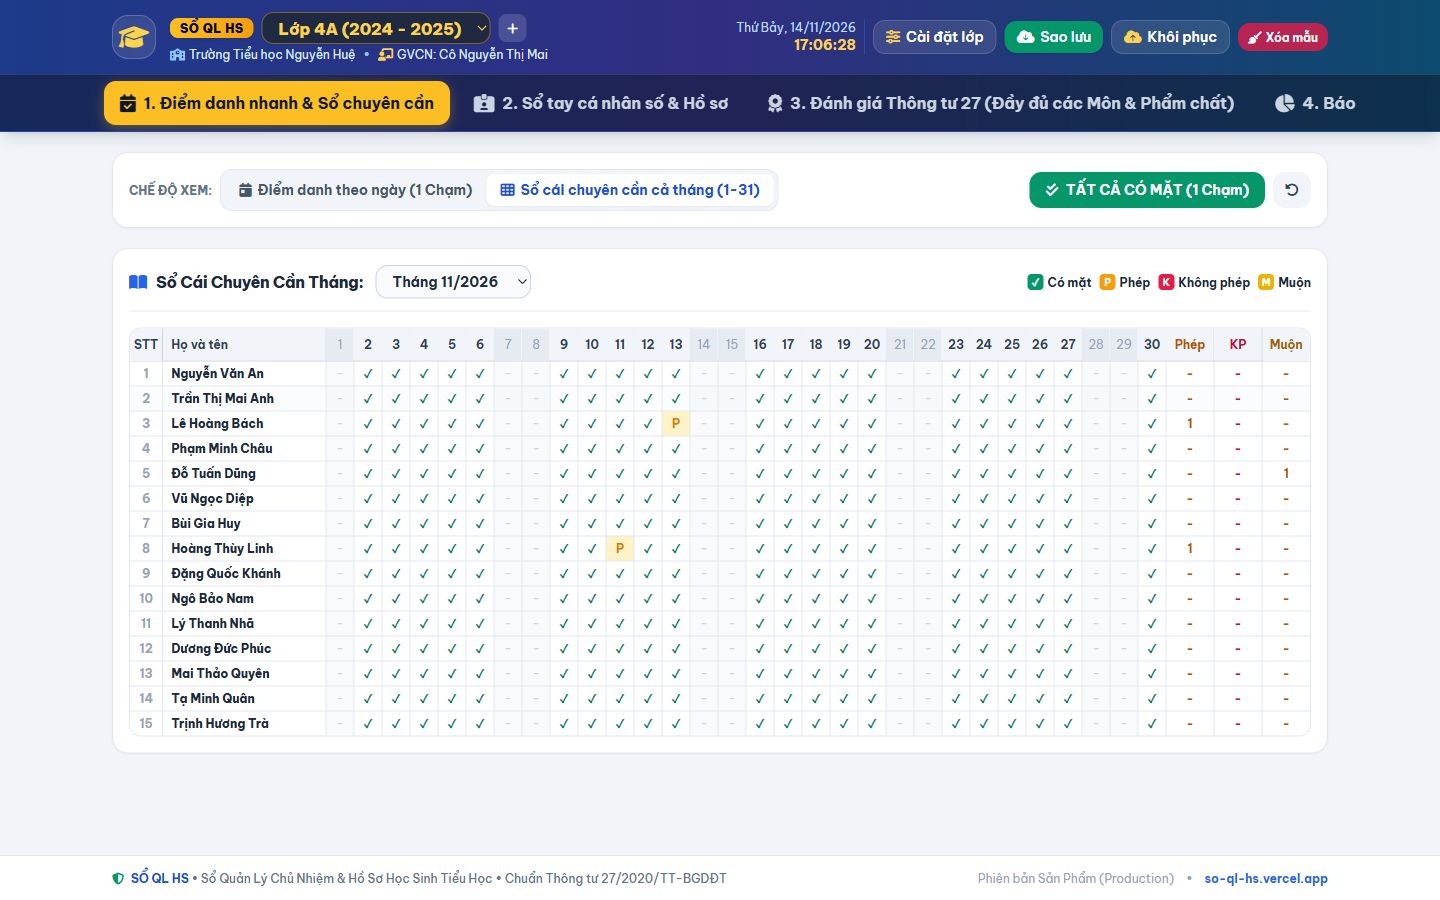 SỔ QL HS
Lớp 4A (2024 - 2025)
+
Trường Tiểu học Nguyễn Huệ • GVCN: Cô Nguyễn Thị Mai
Thứ Bảy, 14/11/2026
17:06:28
Cài đặt lớp
Sao lưu
Khôi phục
Xóa mẫu
1. Điểm danh nhanh & Sổ chuyên cần
2. Sổ tay cá nhân số & Hồ sơ
3. Đánh giá Thông tư 27 (Đầy đủ các Môn & Phẩm chất)
4. Báo
CHẾ ĐỘ XEM:
Điểm danh theo ngày (1 Chạm)
Sổ cái chuyên cần cả tháng (1-31)
TẤT CẢ CÓ MẶT (1 Chạm)
Sổ Cái Chuyên Cần Tháng:
Tháng 11/2026
✓ Có mặt P Phép K Không phép M Muộn
STT Họ và tên 1 2 3 4 5 6 7 8 9 10 11 12 13 14 15 16 17 18 19 20 21 22 23 24 25 26 27 28 29 30 Phép KP Muộn
1 Nguyễn Văn An - ✓ ✓ ✓ ✓ ✓ - - ✓ ✓ ✓ ✓ ✓ - - ✓ ✓ ✓ ✓ ✓ - - ✓ ✓ ✓ ✓ ✓ - - ✓ - - -
2 Trần Thị Mai Anh - ✓ ✓ ✓ ✓ ✓ - - ✓ ✓ ✓ ✓ ✓ - - ✓ ✓ ✓ ✓ ✓ - - ✓ ✓ ✓ ✓ ✓ - - ✓ - - -
3 Lê Hoàng Bách - ✓ ✓ ✓ ✓ ✓ - - ✓ ✓ ✓ ✓ P - - ✓ ✓ ✓ ✓ ✓ - - ✓ ✓ ✓ ✓ ✓ - - ✓ 1 - -
4 Phạm Minh Châu - ✓ ✓ ✓ ✓ ✓ - - ✓ ✓ ✓ ✓ ✓ - - ✓ ✓ ✓ ✓ ✓ - - ✓ ✓ ✓ ✓ ✓ - - ✓ - - -
5 Đỗ Tuấn Dũng - ✓ ✓ ✓ ✓ ✓ - - ✓ ✓ ✓ ✓ ✓ - - ✓ ✓ ✓ ✓ ✓ - - ✓ ✓ ✓ ✓ ✓ - - ✓ - - 1
6 Vũ Ngọc Diệp - ✓ ✓ ✓ ✓ ✓ - - ✓ ✓ ✓ ✓ ✓ - - ✓ ✓ ✓ ✓ ✓ - - ✓ ✓ ✓ ✓ ✓ - - ✓ - - -
7 Bùi Gia Huy - ✓ ✓ ✓ ✓ ✓ - - ✓ ✓ ✓ ✓ ✓ - - ✓ ✓ ✓ ✓ ✓ - - ✓ ✓ ✓ ✓ ✓ - - ✓ - - -
8 Hoàng Thùy Linh - ✓ ✓ ✓ ✓ ✓ - - ✓ ✓ P ✓ ✓ - - ✓ ✓ ✓ ✓ ✓ - - ✓ ✓ ✓ ✓ ✓ - - ✓ 1 - -
9 Đặng Quốc Khánh - ✓ ✓ ✓ ✓ ✓ - - ✓ ✓ ✓ ✓ ✓ - - ✓ ✓ ✓ ✓ ✓ - - ✓ ✓ ✓ ✓ ✓ - - ✓ - - -
10 Ngô Bảo Nam - ✓ ✓ ✓ ✓ ✓ - - ✓ ✓ ✓ ✓ ✓ - - ✓ ✓ ✓ ✓ ✓ - - ✓ ✓ ✓ ✓ ✓ - - ✓ - - -
11 Lý Thanh Nhã - ✓ ✓ ✓ ✓ ✓ - - ✓ ✓ ✓ ✓ ✓ - - ✓ ✓ ✓ ✓ ✓ - - ✓ ✓ ✓ ✓ ✓ - - ✓ - - -
12 Dương Đức Phúc - ✓ ✓ ✓ ✓ ✓ - - ✓ ✓ ✓ ✓ ✓ - - ✓ ✓ ✓ ✓ ✓ - - ✓ ✓ ✓ ✓ ✓ - - ✓ - - -
13 Mai Thảo Quyên - ✓ ✓ ✓ ✓ ✓ - - ✓ ✓ ✓ ✓ ✓ - - ✓ ✓ ✓ ✓ ✓ - - ✓ ✓ ✓ ✓ ✓ - - ✓ - - -
14 Tạ Minh Quân - ✓ ✓ ✓ ✓ ✓ - - ✓ ✓ ✓ ✓ ✓ - - ✓ ✓ ✓ ✓ ✓ - - ✓ ✓ ✓ ✓ ✓ - - ✓ - - -
15 Trịnh Hương Trà - ✓ ✓ ✓ ✓ ✓ - - ✓ ✓ ✓ ✓ ✓ - - ✓ ✓ ✓ ✓ ✓ - - ✓ ✓ ✓ ✓ ✓ - - ✓ - - -
SỔ QL HS • Sổ Quản Lý Chủ Nhiệm & Hồ Sơ Học Sinh Tiểu Học • Chuẩn Thông tư 27/2020/TT-BGDĐT
Phiên bản Sản Phẩm (Production) • so-ql-hs.vercel.app